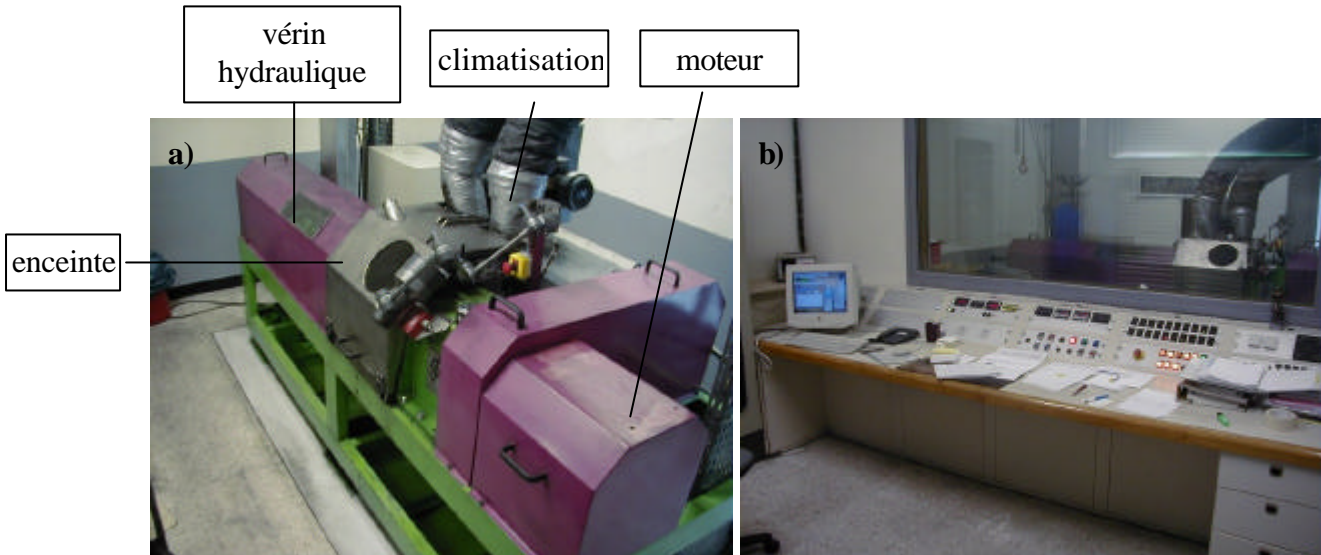 vérin
hydraulique
climatisation
moteur
a)
b)
enceinte